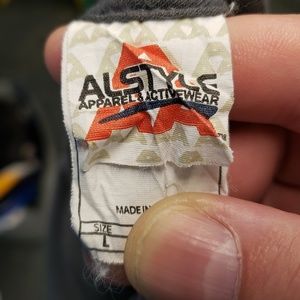 ALSTYLE
APPAREL & ACTIVEWEAR
MADE IN
SIZE
L